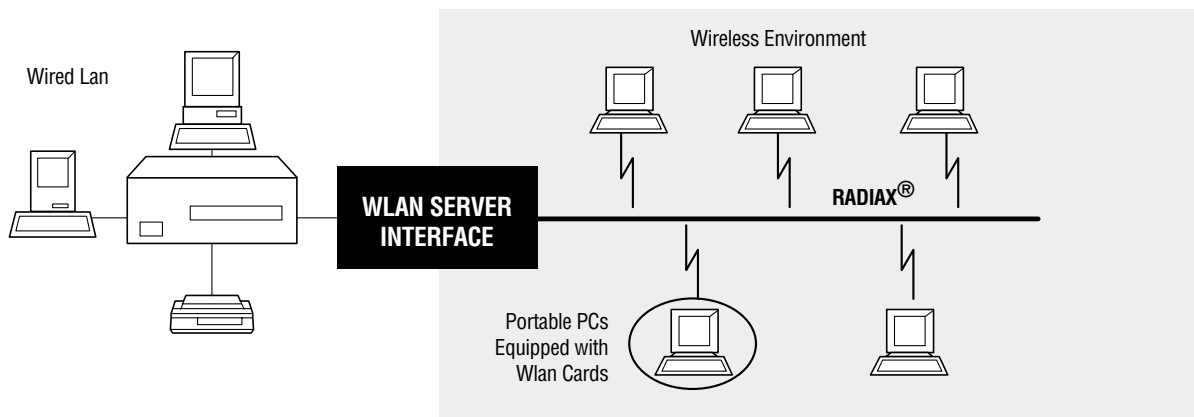 Wireless Environment
Wired Lan
WLAN SERVER
INTERFACE
RADIAX®
Portable PCs
Equipped with
Wlan Cards